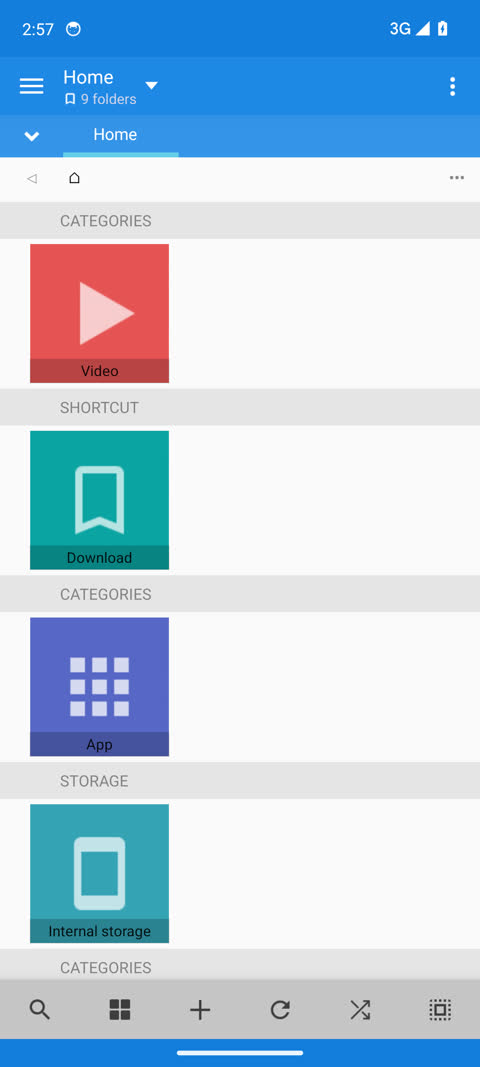 2:57
3G
Home
9 folders
Home
CATEGORIES
Video
SHORTCUT
Download
CATEGORIES
App
STORAGE
Internal storage
CATEGORIES